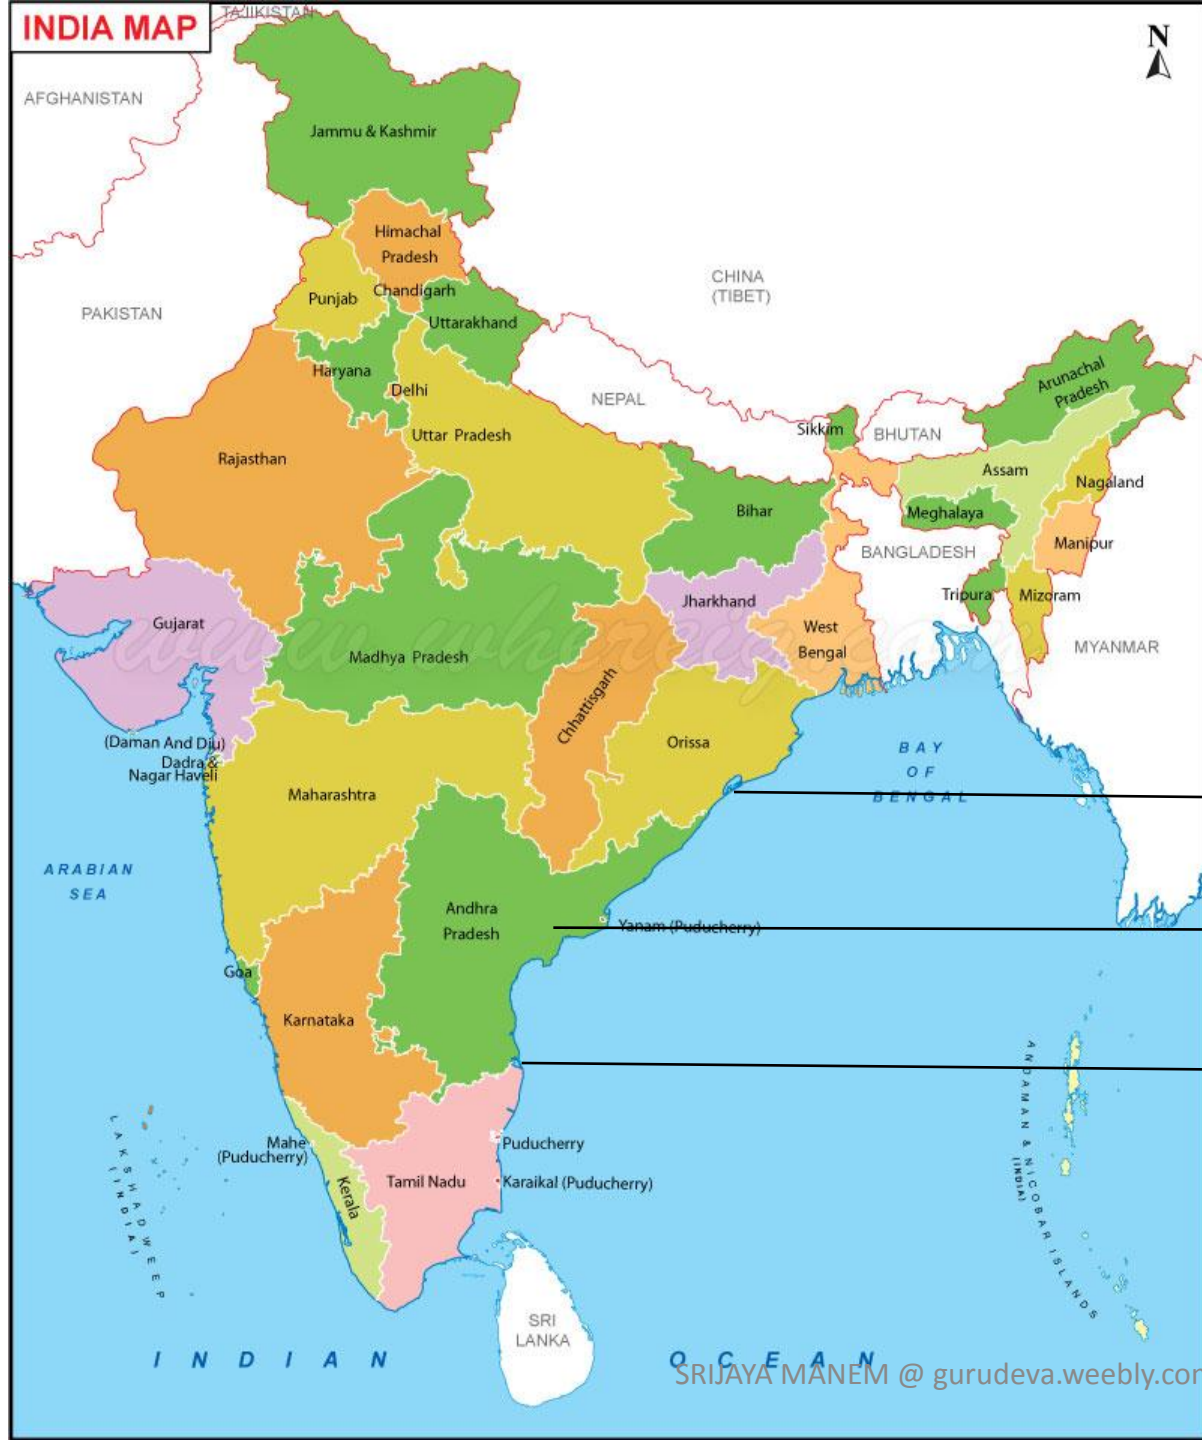 INDIA MAP
TAJIKISTAN
N
AFGHANISTAN
Jammu & Kashmir
Himachal
Pradesh
CHINA
(TIBET)
Chandigarh
Punjab
PAKISTAN
Uttarakhand
Haryana
Delhi
NEPAL
Arunachal
Pradesh
Uttar Pradesh
Sikkim
BHUTAN
Rajasthan
Assam
Nagaland
Bihar
Meghalaya
Manipur
BANGLADESH
Jharkhand
Tripura
Mizoram
Gujarat
West
Bengal
MYANMAR
Madhya Pradesh
Chhattisgarh
(Daman And Diu)
Dadra &
Nagar Haveli
Orissa
BAY
OF
BENGAL
Maharashtra
ARABIAN
SEA
Andhra
Pradesh
Yanam (Puducherry)
Goa
Karnataka
ANDAMAN & NICOBAR ISLANDS
(INDIA)
LAKSHADWEEP
(INDIA)
Mahe
(Puducherry)
Puducherry
Kerala
Tamil Nadu
Karaikal (Puducherry)
SRI
LANKA
INDIAN OCEAN
SRIJAYA MANEM @ gurudeva.weebly.com